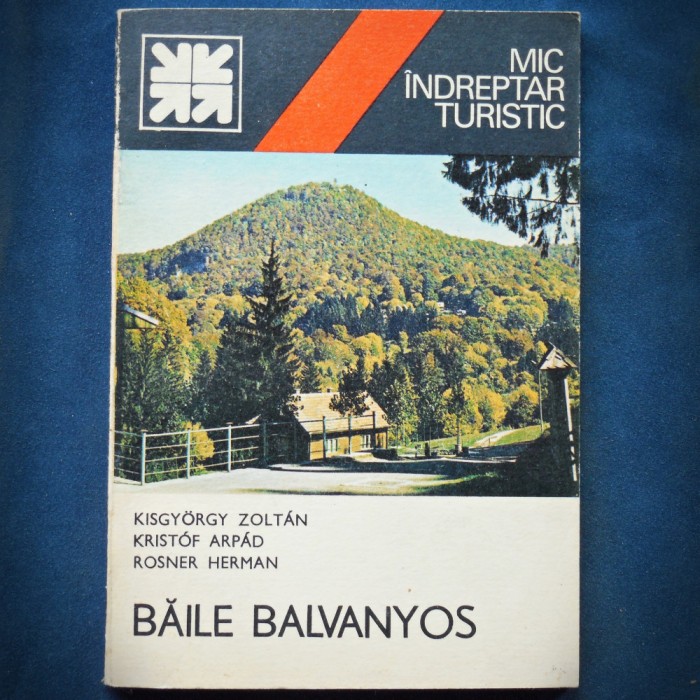 MIC
ÎNDREPTAR
TURISTIC
KISGYÖRGY ZOLTÁN
KRISTÓF ARPÁD
ROSNER HERMAN
BĂILE BALVANYOS